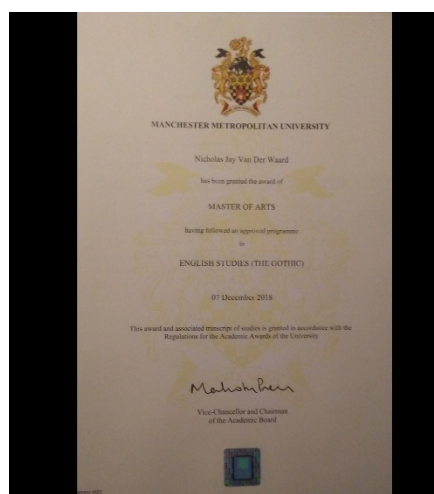 MANCHESTER METROPOLITAN UNIVERSITY
Nicholas Jay Van Der Waard
has been granted the award of
MASTER OF ARTS
having followed an approved programme
in
ENGLISH STUDIES (THE GOTHIC)
07 December 2018
This award and associated transcript of studies is granted in accordance with the
Regulations for the Academic Awards of the University
Vice-Chancellor and Chairman
of the Academic Board